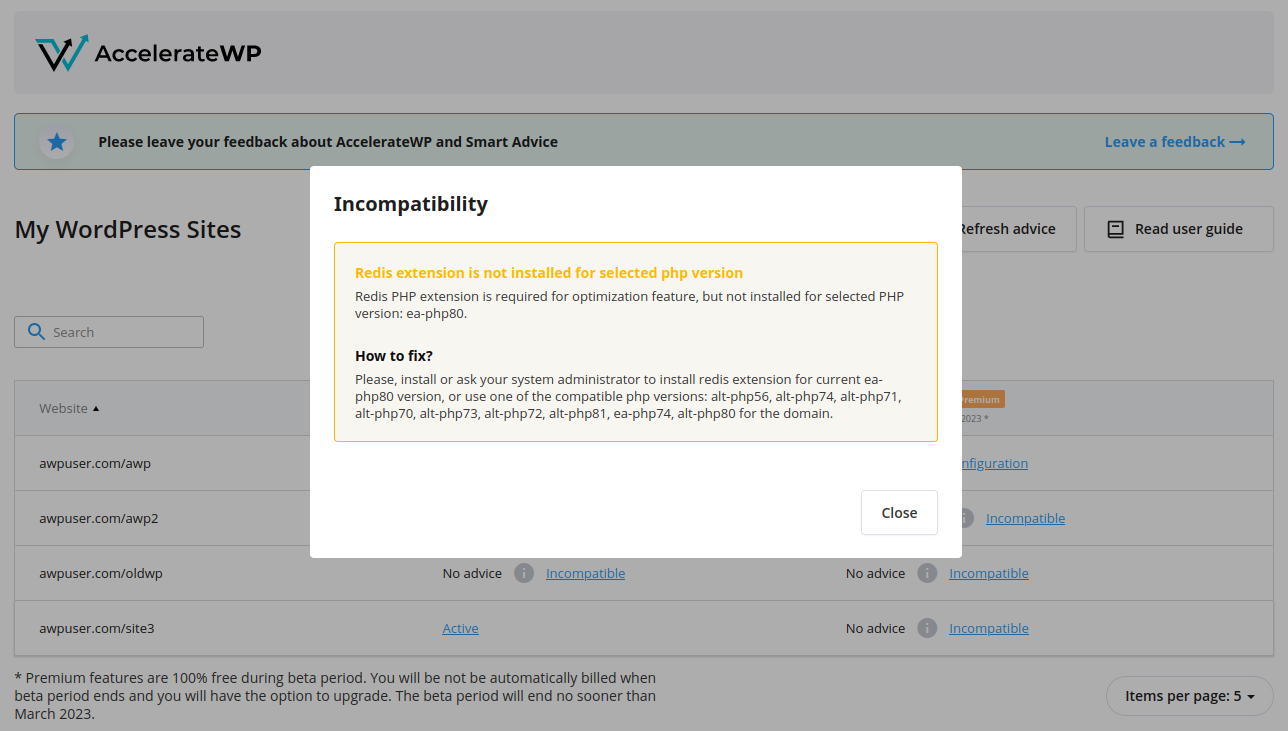 AccelerateWP
Please leave your feedback about AccelerateWP and Smart Advice
Leave a feedback →
My WordPress Sites
Refresh advice
Read user guide
Search
Incompatibility
Redis extension is not installed for selected php version
Redis PHP extension is required for optimization feature, but not installed for selected PHP
version: ea-php80.
How to fix?
Please, install or ask your system administrator to install redis extension for current ea-
php80 version, or use one of the compatible php versions: alt-php56, alt-php74, alt-php71,
alt-php70, alt-php73, alt-php72, alt-php81, ea-php74, alt-php80 for the domain.
Close
Website
Premium
2023 *
awpuser.com/awp
nfiguration
awpuser.com/awp2
Incompatible
awpuser.com/oldwp No advice Incompatible No advice Incompatible
awpuser.com/site3 Active No advice Incompatible
* Premium features are 100% free during beta period. You will be not be automatically billed when
beta period ends and you will have the option to upgrade. The beta period will end no sooner than
March 2023.
Items per page: 5